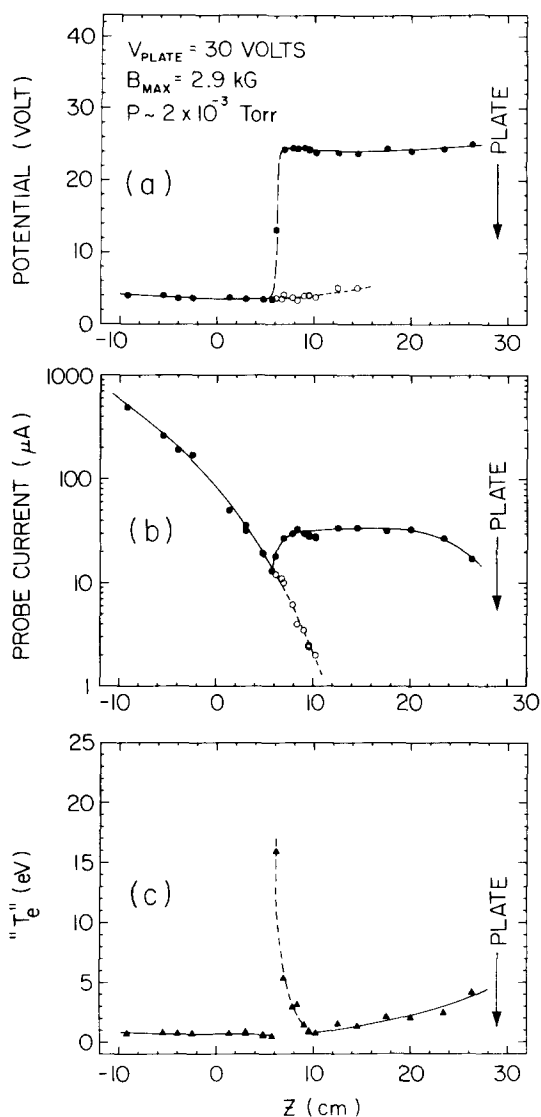 V_PLATE = 30 VOLTS
B_MAX = 2.9 kG
P ~ 2 x 10^-3 Torr
(a)
POTENTIAL (VOLT)
40
30
20
10
0
-10 0 10 20 30
PLATE
(b)
PROBE CURRENT (μA)
1000
100
10
1
-10 0 10 20 30
PLATE
(c)
"T_e" (eV)
25
20
15
10
5
0
-10 0 10 20 30
PLATE
Z (cm)